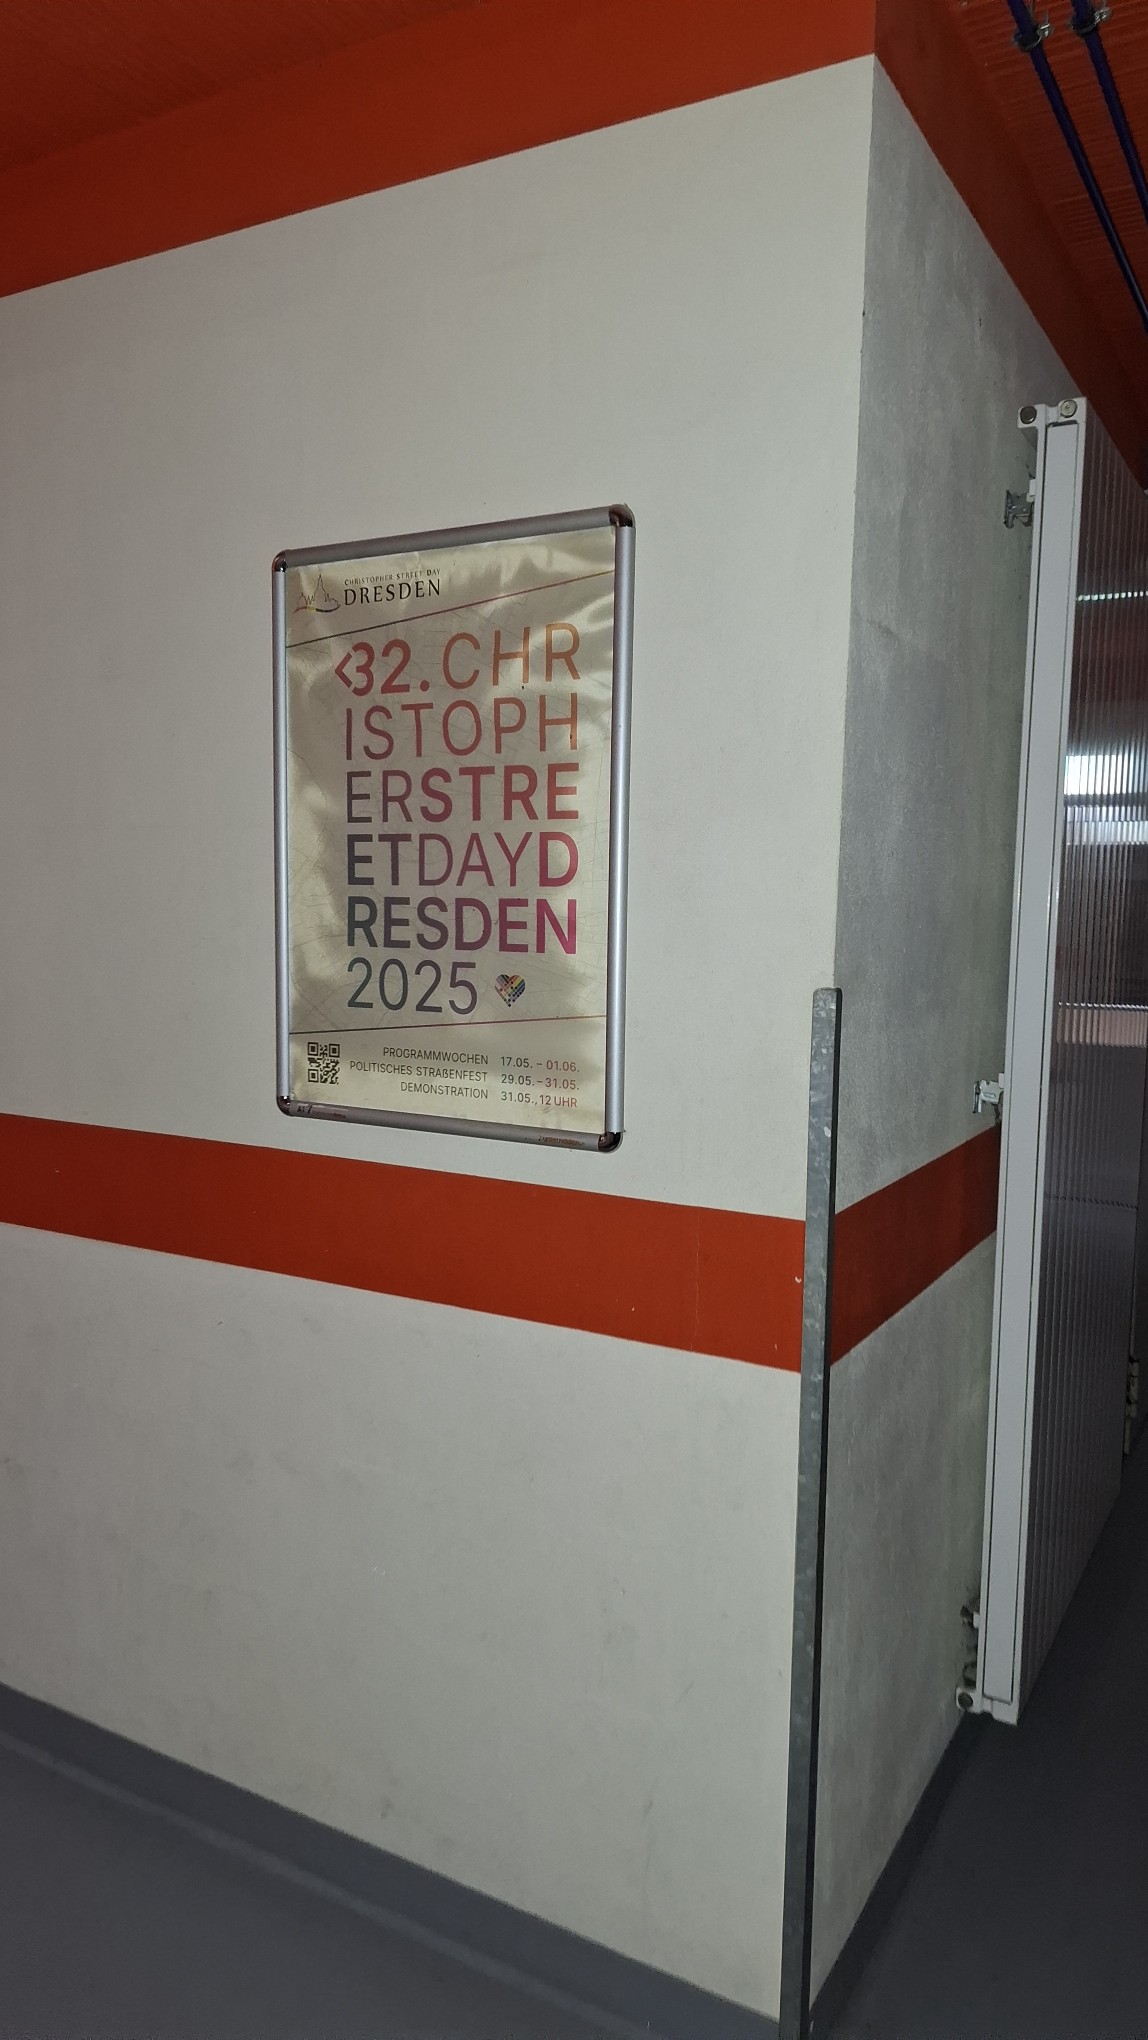 CHRISTOPHER STREET DAY
DRESDEN
<32. CHR
ISTOPH
ERSTRE
ETDAYD
RESDEN
2025
PROGRAMMWOCHEN 17.05. – 01.06.
POLITISCHES STRAßENFEST 29.05. – 31.05.
DEMONSTRATION 31.05., 12 UHR